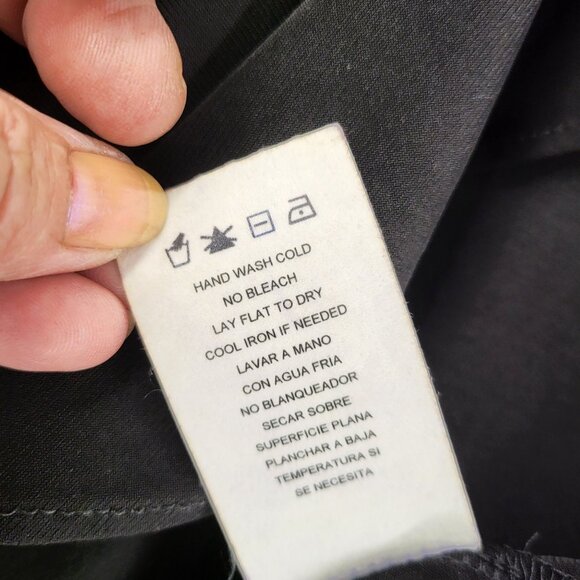 HAND WASH COLD
NO BLEACH
LAY FLAT TO DRY
COOL IRON IF NEEDED
LAVAR A MANO
CON AGUA FRIA
NO BLANQUEADOR
SECAR SOBRE
SUPERFICIE PLANA
PLANCHAR A BAJA
TEMPERATURA SI
SE NECESITA